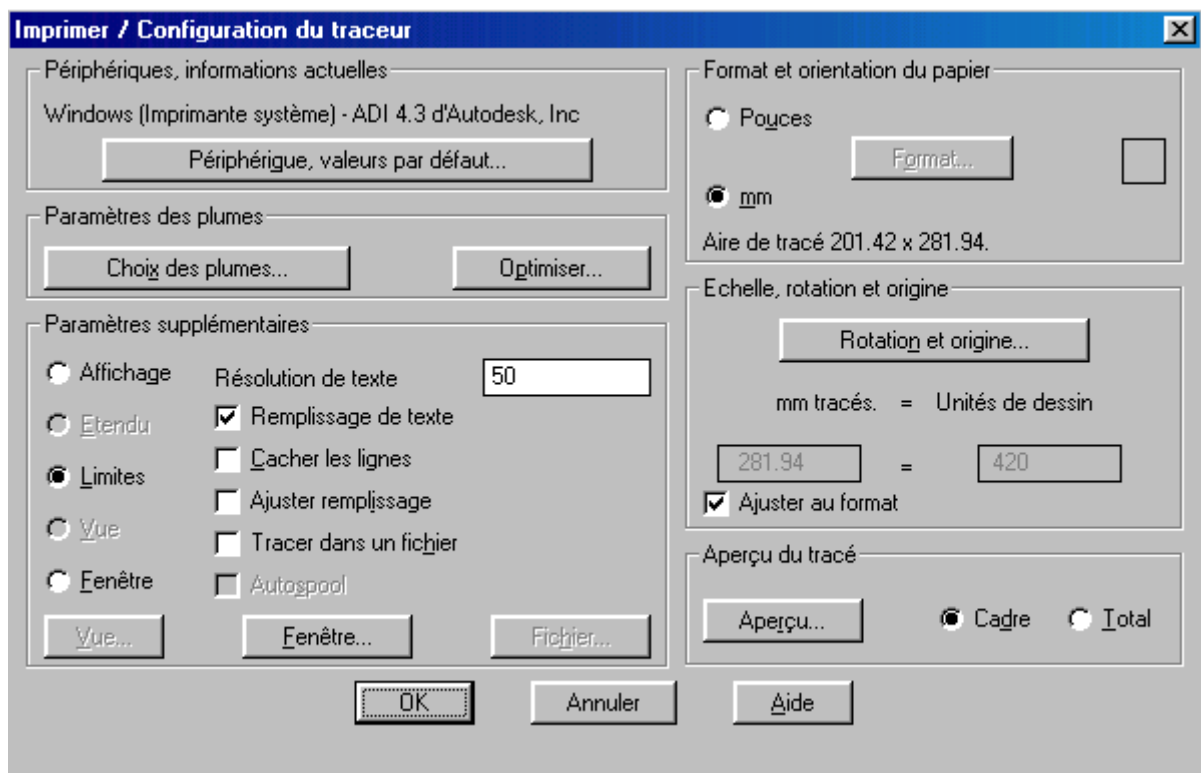 Imprimer / Configuration du traceur
Périphériques, informations actuelles
Windows (Imprimante système) - ADI 4.3 d'Autodesk, Inc
Périphérigue, valeurs par défaut...
Paramètres des plumes
Choix des plumes...
Optimiser...
Paramètres supplémentaires
Affichage
Résolution de texte
50
Etendu
Remplissage de texte
Limites
Cacher les lignes
Ajuster remplissage
Vue
Tracer dans un fichier
Fenêtre
Autospool
Vue...
Fenêtre...
Fichier...
Format et orientation du papier
Pouces
Format...
mm
Aire de tracé 201.42 x 281.94.
Echelle, rotation et origine
Rotation et origine...
mm tracés. = Unités de dessin
281.94 = 420
Ajuster au format
Aperçu du tracé
Aperçu...
Cadre
Total
OK
Annuler
Aide